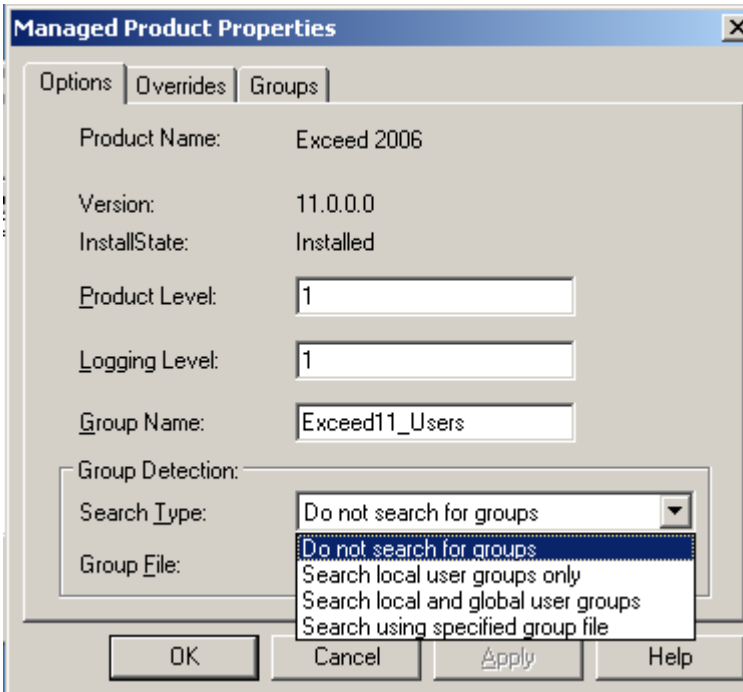 Managed Product Properties
Options Overrides Groups
Product Name: Exceed 2006
Version: 11.0.0.0
InstallState: Installed
Product Level: 1
Logging Level: 1
Group Name: Exceed11_Users
Group Detection:
Search Type: Do not search for groups
Do not search for groups
Group File:
Search local user groups only
Search local and global user groups
Search using specified group file
OK Cancel Apply Help